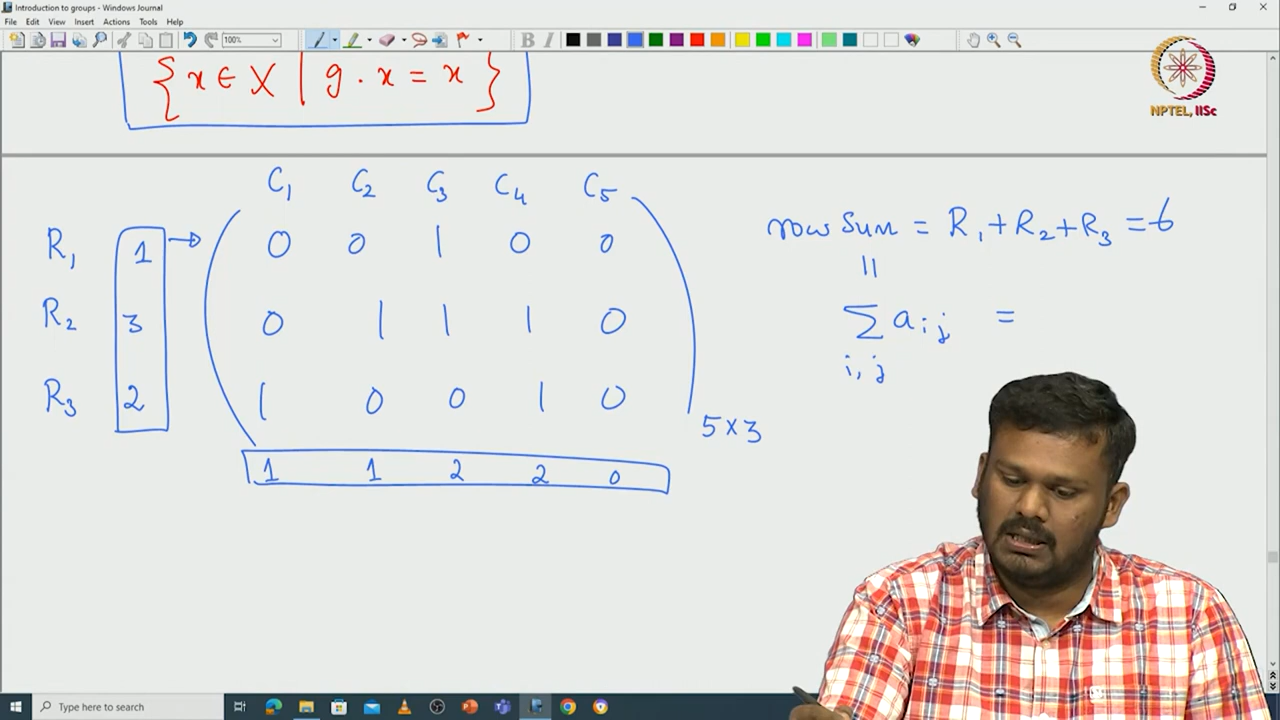 Introduction to groups - Windows Journal
File Edit View Insert Actions Tools Help
100%
B I
{ x ∈ X | g · x = x }
NPTEL, IISc
C₁ C₂ C₃ C₄ C₅
R₁ 1 → 0 0 1 0 0
row sum = R₁ + R₂ + R₃ = 6
R₂ 3 0 1 1 1 0
|| ∑ aᵢⱼ =
i, j
R₃ 2 1 0 0 1 0
5 × 3
1 1 2 2 0
Type here to search